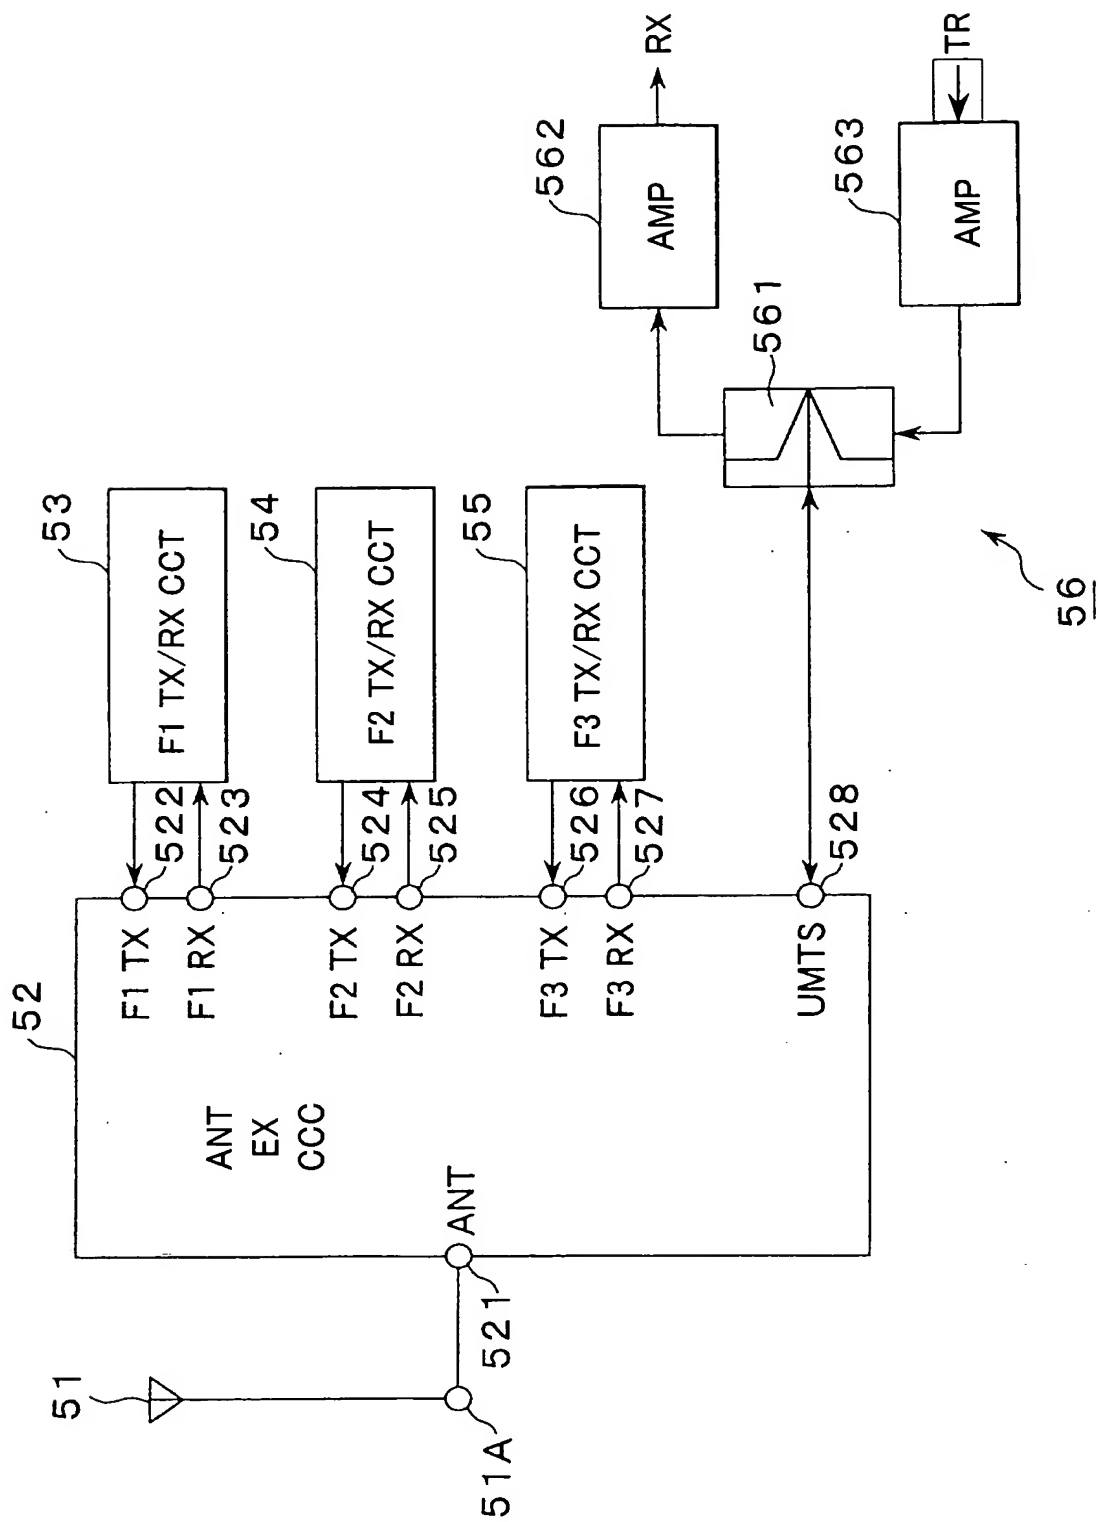 51
51A
521
ANT
52
ANT
EX
CCC
F1 TX
522
F1 RX
523
F1 TX/RX CCT
53
F2 TX
524
F2 RX
525
F2 TX/RX CCT
54
F3 TX
526
F3 RX
527
F3 TX/RX CCT
55
UMTS
528
561
56
AMP
562
RX
AMP
563
TR